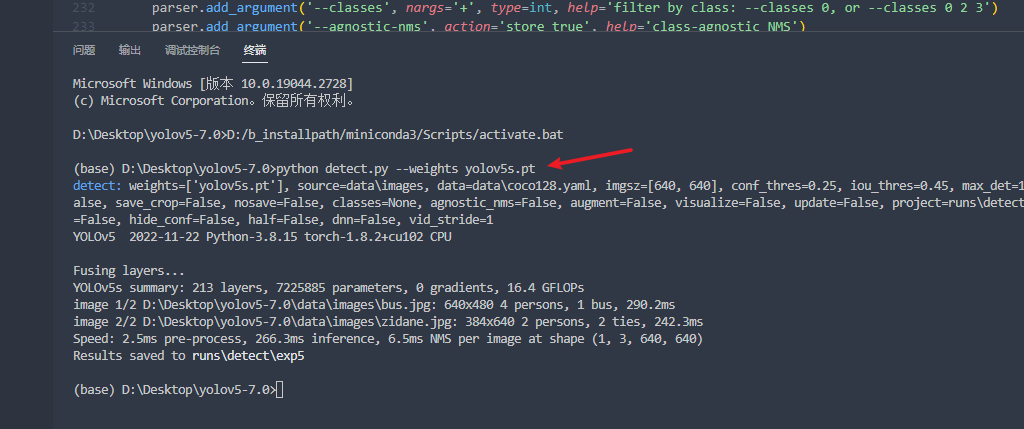 232 parser.add_argument('--classes', nargs='+', type=int, help='filter by class: --classes 0, or --classes 0 2 3')
233 parser.add_argument('--agnostic-nms', action='store_true', help='class-agnostic NMS')
问题 输出 调试控制台 终端
Microsoft Windows [版本 10.0.19044.2728]
(c) Microsoft Corporation。保留所有权利。
D:\Desktop\yolov5-7.0>D:/b_installpath/miniconda3/Scripts/activate.bat
(base) D:\Desktop\yolov5-7.0>python detect.py --weights yolov5s.pt
detect: weights=['yolov5s.pt'], source=data\images, data=data\coco128.yaml, imgsz=[640, 640], conf_thres=0.25, iou_thres=0.45, max_det=1
alse, save_crop=False, nosave=False, classes=None, agnostic_nms=False, augment=False, visualize=False, update=False, project=runs\detect
=False, hide_conf=False, half=False, dnn=False, vid_stride=1
YOLOv5  2022-11-22 Python-3.8.15 torch-1.8.2+cu102 CPU
Fusing layers...
YOLOv5s summary: 213 layers, 7225885 parameters, 0 gradients, 16.4 GFLOPs
image 1/2 D:\Desktop\yolov5-7.0\data\images\bus.jpg: 640x480 4 persons, 1 bus, 290.2ms
image 2/2 D:\Desktop\yolov5-7.0\data\images\zidane.jpg: 384x640 2 persons, 2 ties, 242.3ms
Speed: 2.5ms pre-process, 266.3ms inference, 6.5ms NMS per image at shape (1, 3, 640, 640)
Results saved to runs\detect\exp5
(base) D:\Desktop\yolov5-7.0>